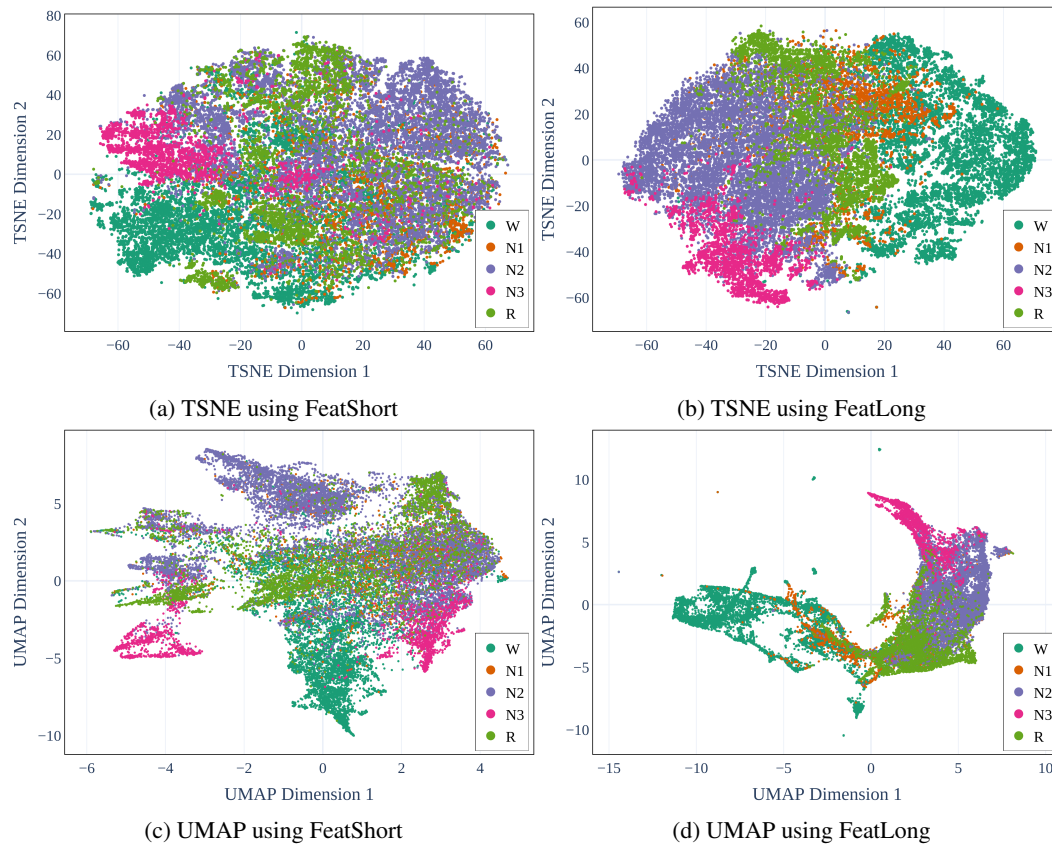 80
60
40
20
0
−20
−40
−60
TSNE Dimension 2
−60 −40 −20 0 20 40 60
TSNE Dimension 1
W
N1
N2
N3
R
(a) TSNE using FeatShort
60
40
20
0
−20
−40
−60
TSNE Dimension 2
−60 −40 −20 0 20 40 60
TSNE Dimension 1
W
N1
N2
N3
R
(b) TSNE using FeatLong
5
0
−5
−10
UMAP Dimension 2
−6 −4 −2 0 2 4
UMAP Dimension 1
W
N1
N2
N3
R
(c) UMAP using FeatShort
10
5
0
−5
−10
UMAP Dimension 2
−15 −10 −5 0 5 10
UMAP Dimension 1
W
N1
N2
N3
R
(d) UMAP using FeatLong